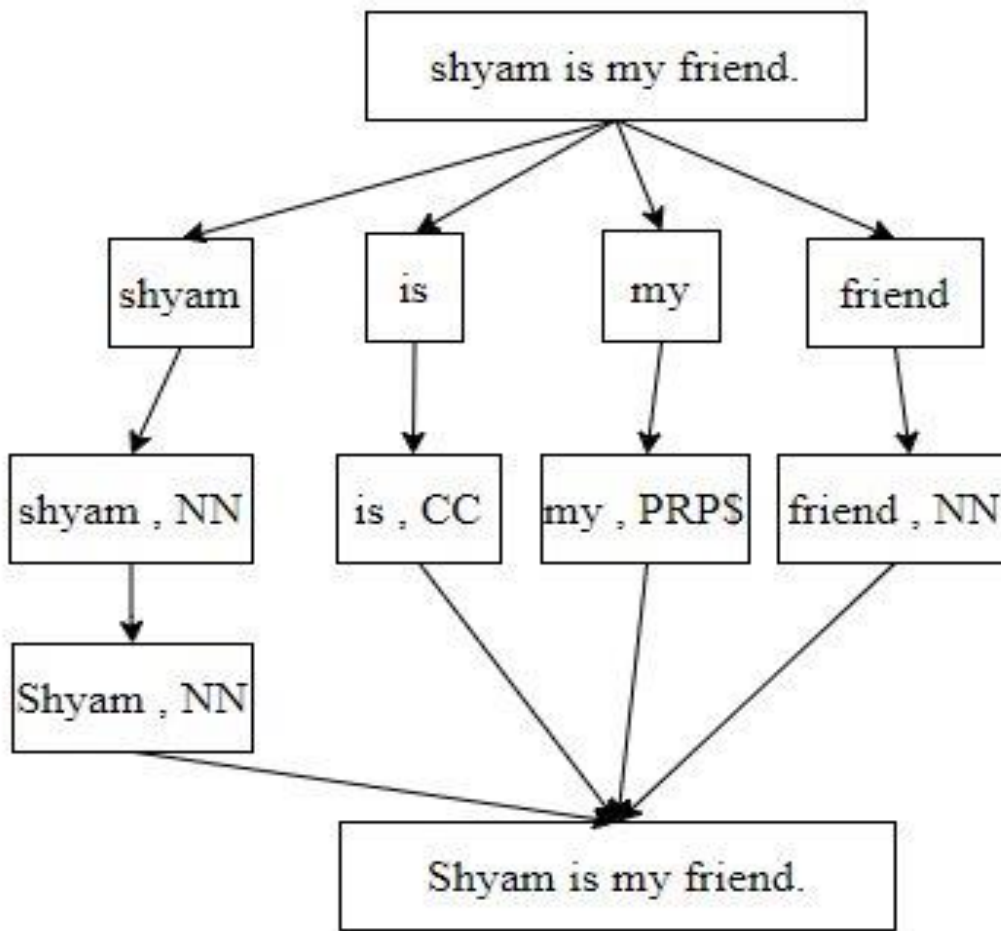 shyam is my friend.
shyam
is
my
friend
shyam , NN
is , CC
my , PRPS
friend , NN
Shyam , NN
Shyam is my friend.